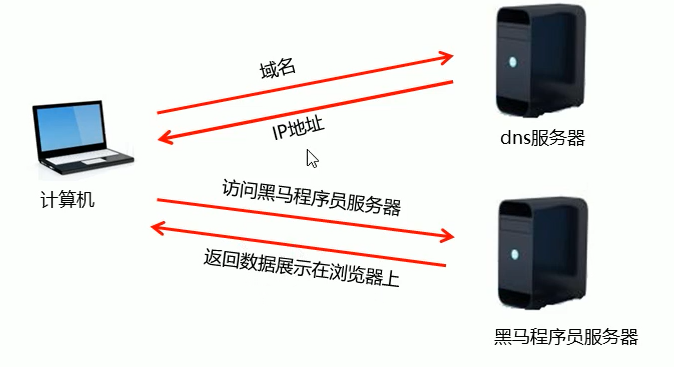 域名
IP地址
dns服务器
计算机
访问黑马程序员服务器
返回数据展示在浏览器上
黑马程序员服务器